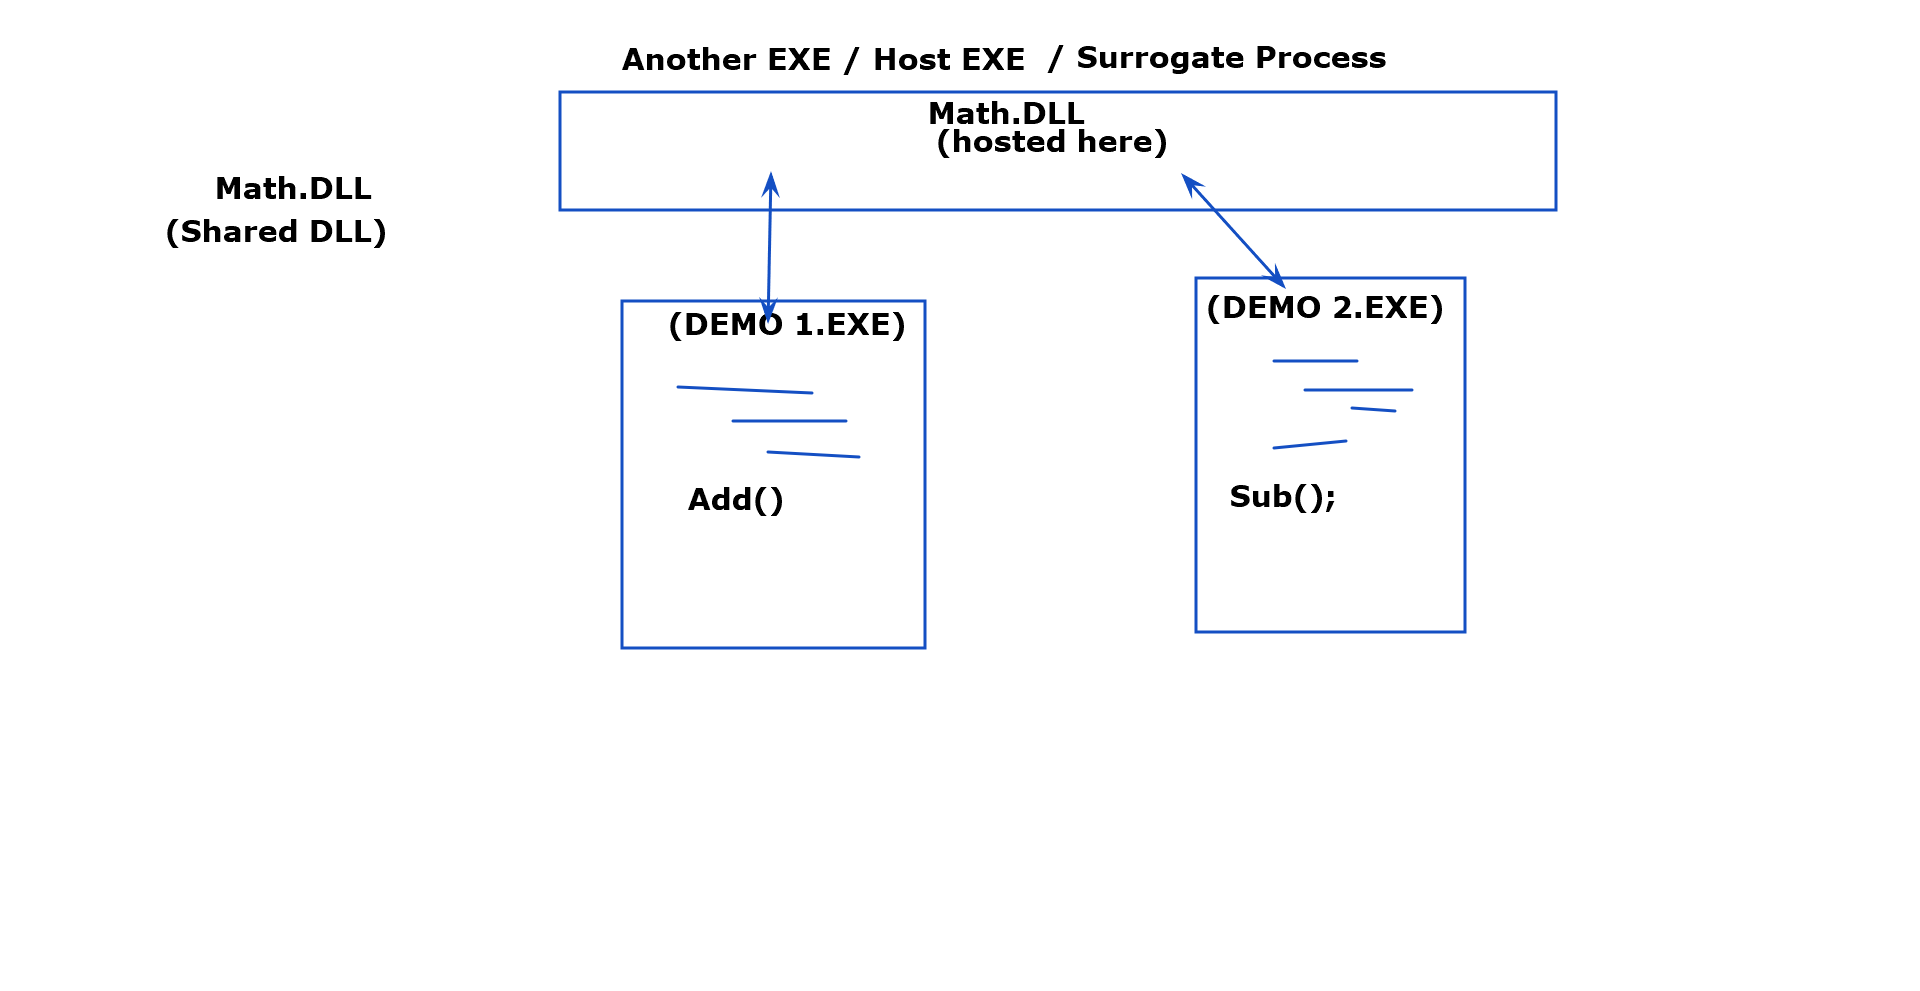 Another EXE / Host EXE / Surrogate Process
Math.DLL
(hosted here)
Math.DLL
(Shared DLL)
(DEMO 1.EXE)
Add()
(DEMO 2.EXE)
Sub();